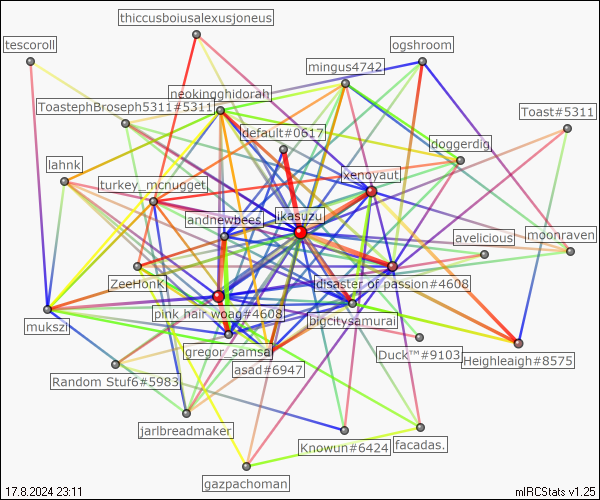 thiccusboiusalexusjoneus
tescoroll
ogshroom
mingus4742
neokingghidorah
ToastephBroseph5311#5311
Toast#5311
default#0617
doggerdig
lahnk
xenoyaut
turkey_mcnugget
ikasuzu
andrewbees
moonraven
avelicious
ZeeHonk
disaster of passion#4608
pink hair woag#4608
bigcitysamurai
mukszi
gregor_samsa
Duck™#9103
Heighleaigh#8575
asad#6947
Random Stuf6#5983
jarlbreadmaker
Knowun#6424
facadas.
gazpachoman
17.8.2024 23:11
mIRCStats v1.25